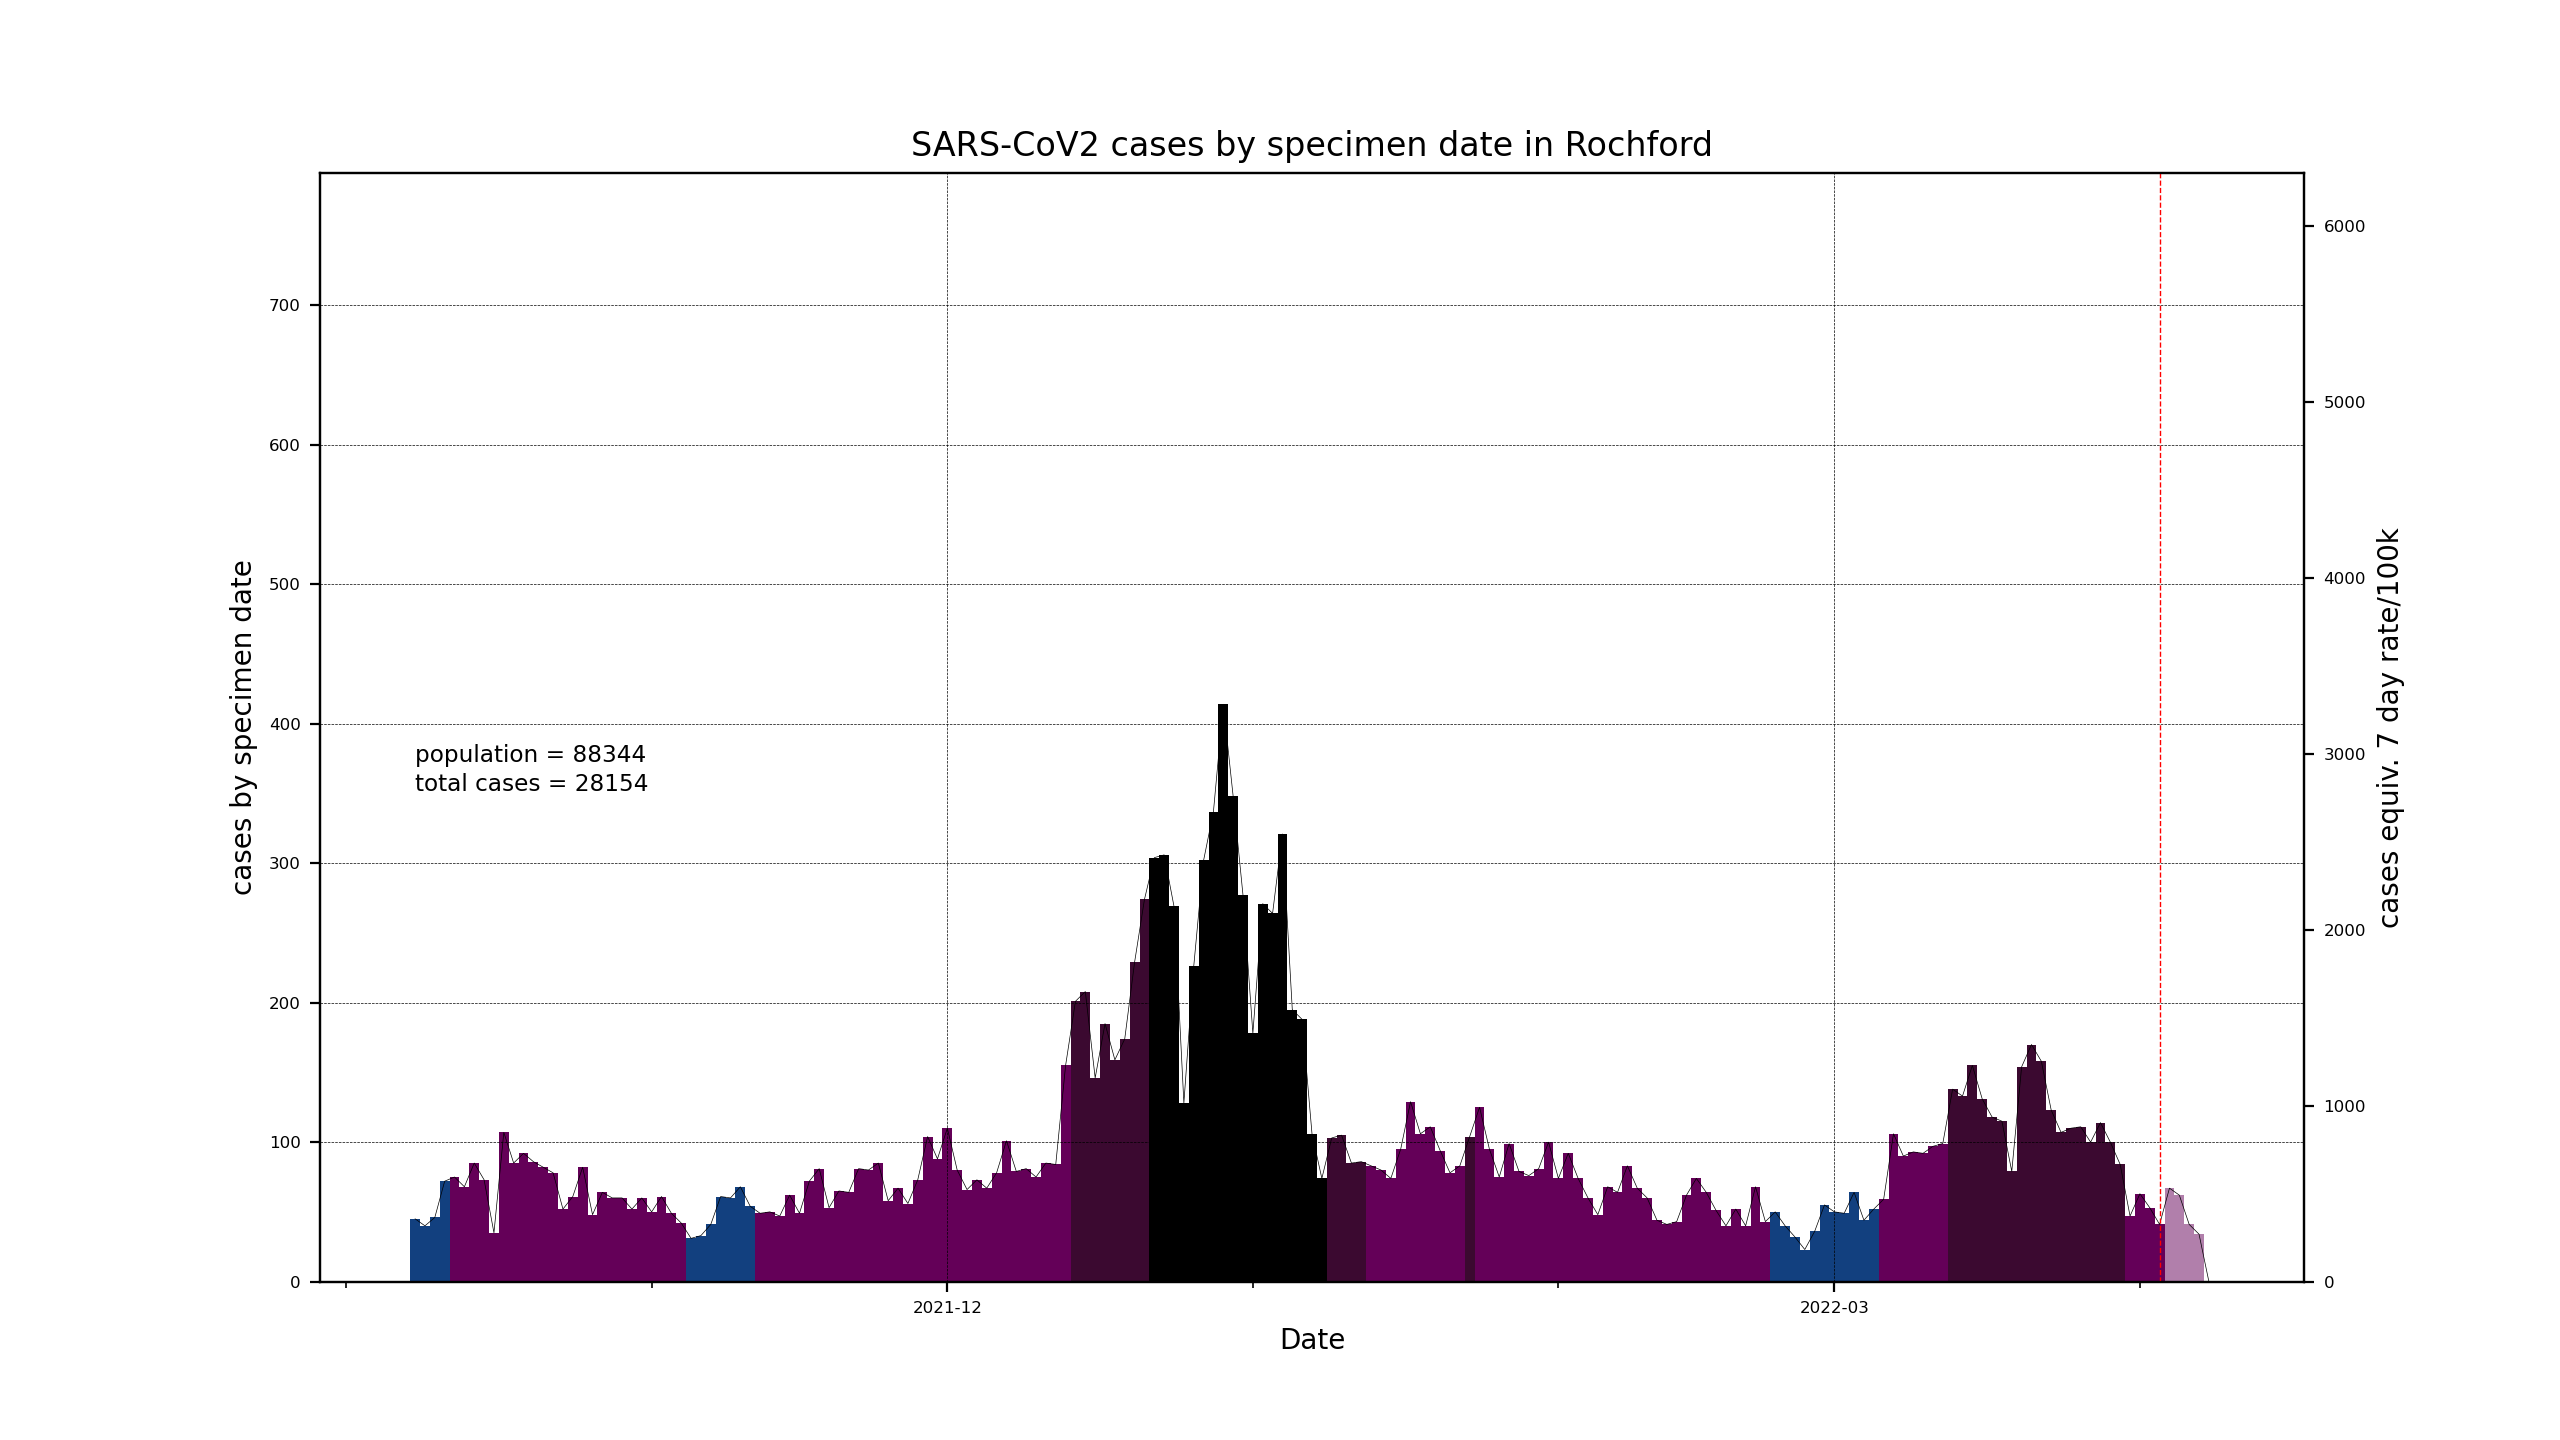 SARS-CoV2 cases by specimen date in Rochford
cases by specimen date
700
600
500
400
300
200
100
0
population = 88344
total cases = 28154
6000
5000
4000
3000
2000
1000
0
cases equiv. 7 day rate/100k
2021-12
2022-03
Date